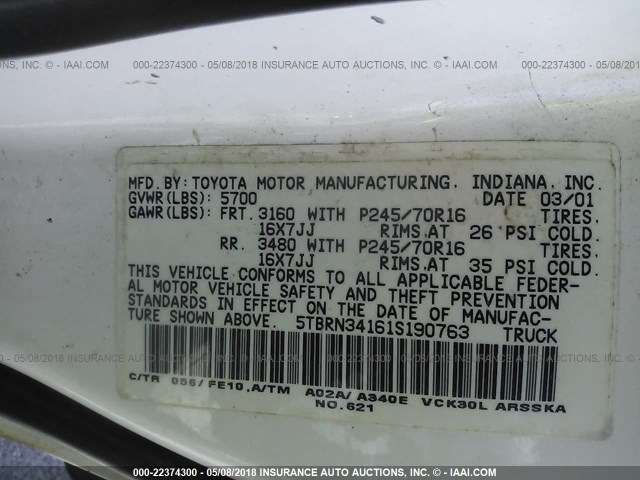 000-22374300 - 05/08/2018 INSURANCE AUTO AUCTIONS, INC. - © IAAI.COM
MFD.BY: TOYOTA MOTOR MANUFACTURING. INDIANA, INC.
GVWR(LBS): 5700 DATE 03/01
GAWR(LBS): FRT. 3160 WITH P245/70R16 TIRES.
16X7JJ RIMS.AT 26 PSI COLD.
RR. 3480 WITH P245/70R16 TIRES.
16X7JJ RIMS.AT 35 PSI COLD.
THIS VEHICLE CONFORMS TO ALL APPLICABLE FEDER-
AL MOTOR VEHICLE SAFETY AND THEFT PREVENTION
STANDARDS IN EFFECT ON THE DATE OF MANUFAC-
TURE SHOWN ABOVE. 5TBRN34161S190763 TRUCK
C/TR 056/FE10,A/TM A02A/A340E VCK30L ARSSKA
NO.621
000-22374300 - 05/08/2018 INSURANCE AUTO AUCTIONS, INC. - © IAAI.COM